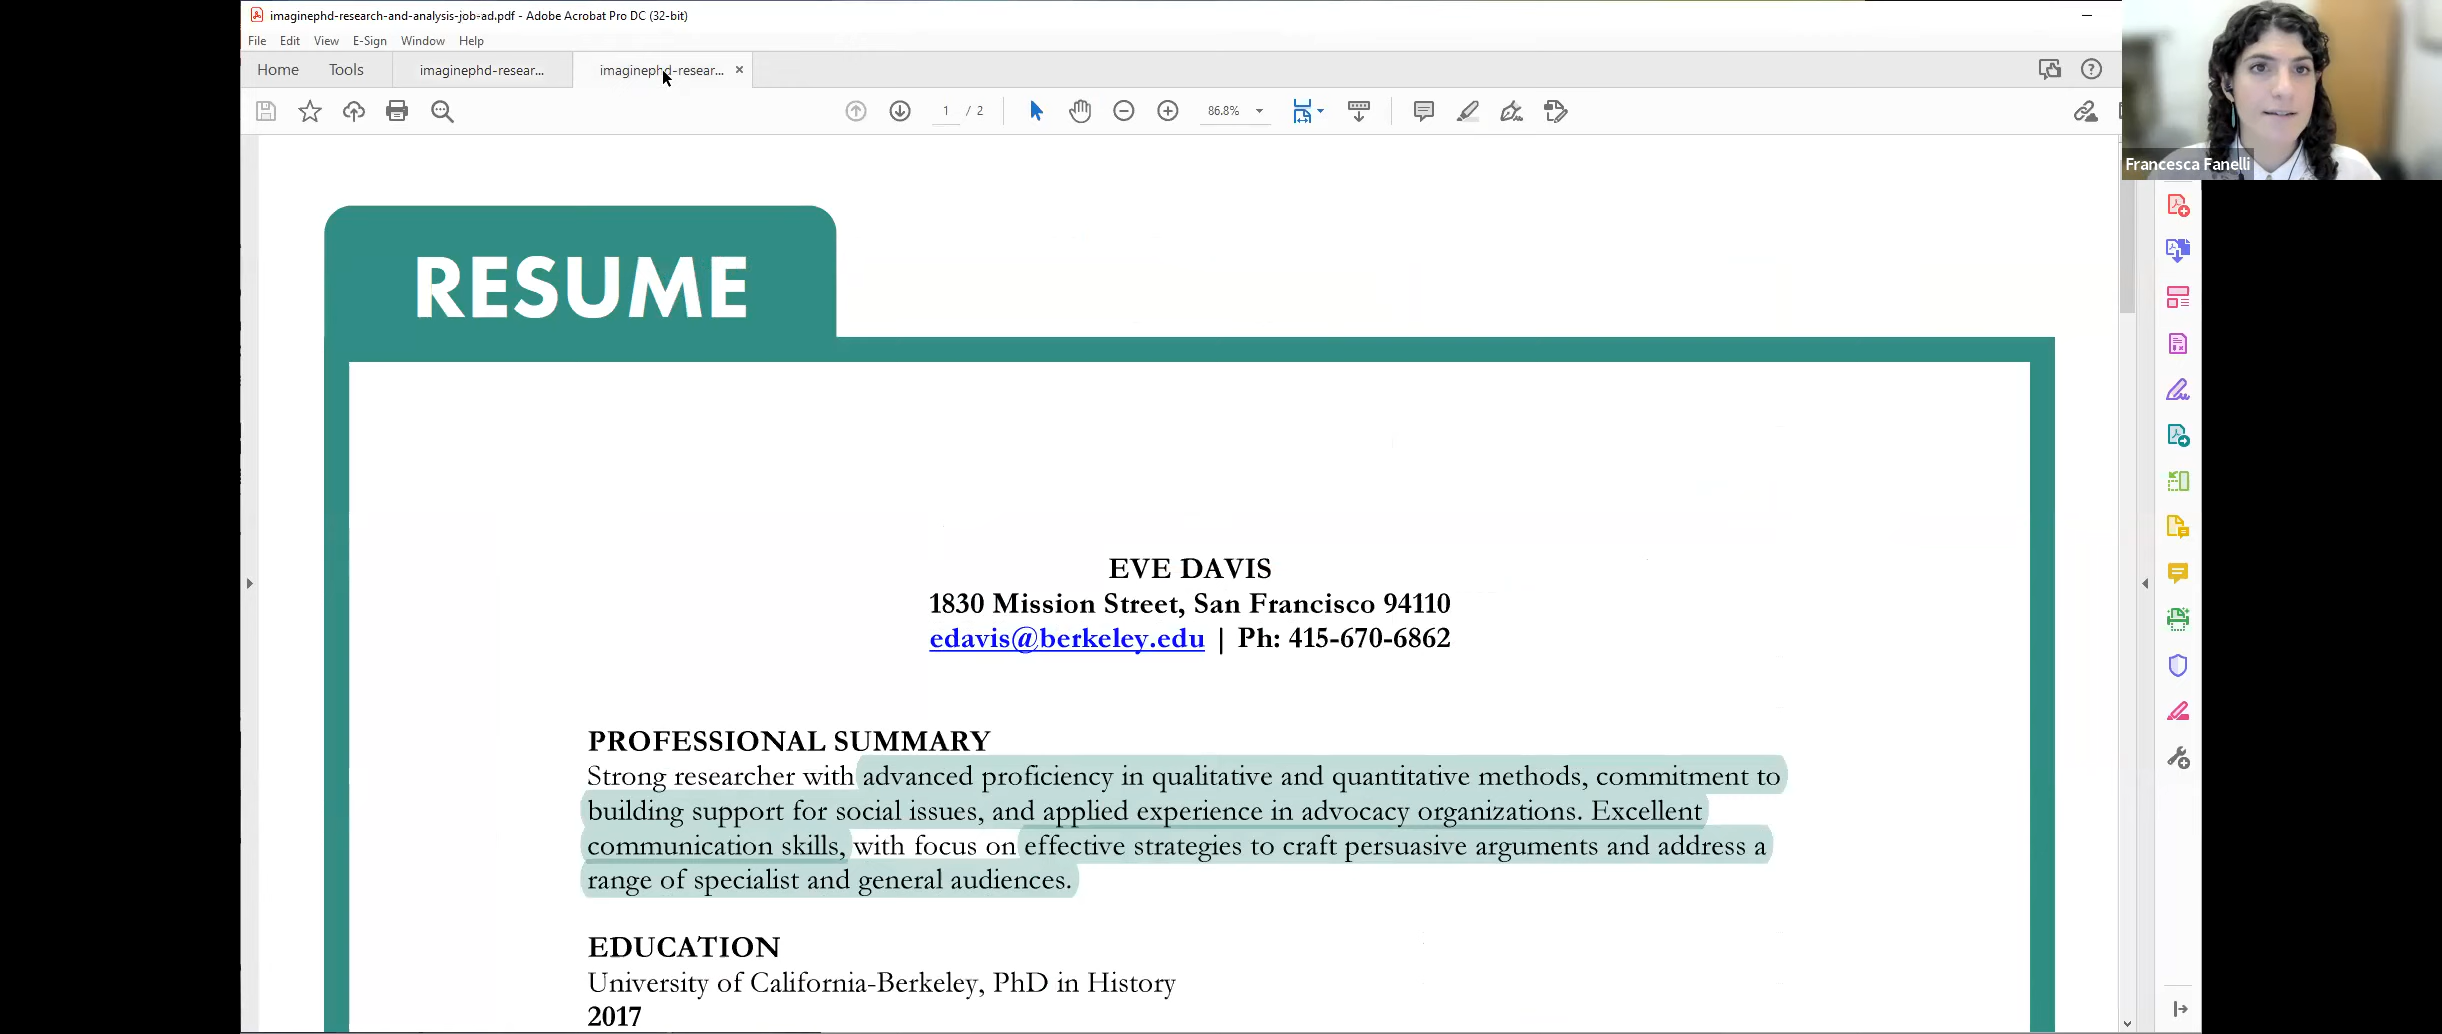 imaginephd-research-and-analysis-job-ad.pdf - Adobe Acrobat Pro DC (32-bit)
File Edit View E-Sign Window Help
Home Tools imaginephd-resear... imaginephd-resear... ×
1 / 2 86.8%
Francesca Fanelli
RESUME
EVE DAVIS
1830 Mission Street, San Francisco 94110
edavis@berkeley.edu | Ph: 415-670-6862
PROFESSIONAL SUMMARY
Strong researcher with advanced proficiency in qualitative and quantitative methods, commitment to
building support for social issues, and applied experience in advocacy organizations. Excellent
communication skills, with focus on effective strategies to craft persuasive arguments and address a
range of specialist and general audiences.
EDUCATION
University of California-Berkeley, PhD in History
2017